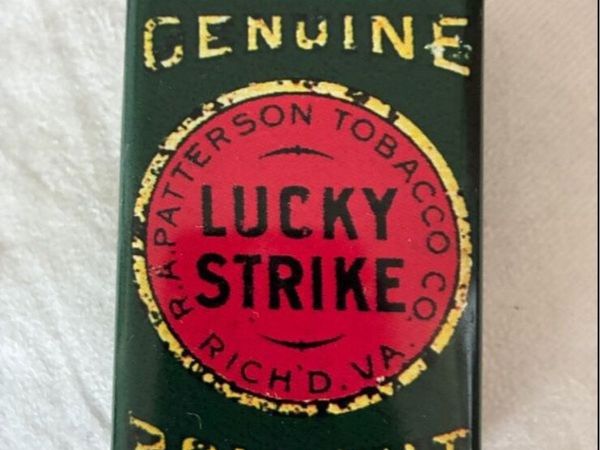 GENUINE
R.A. PATTERSON TOBACCO CO.
LUCKY
STRIKE
RICH'D. VA.